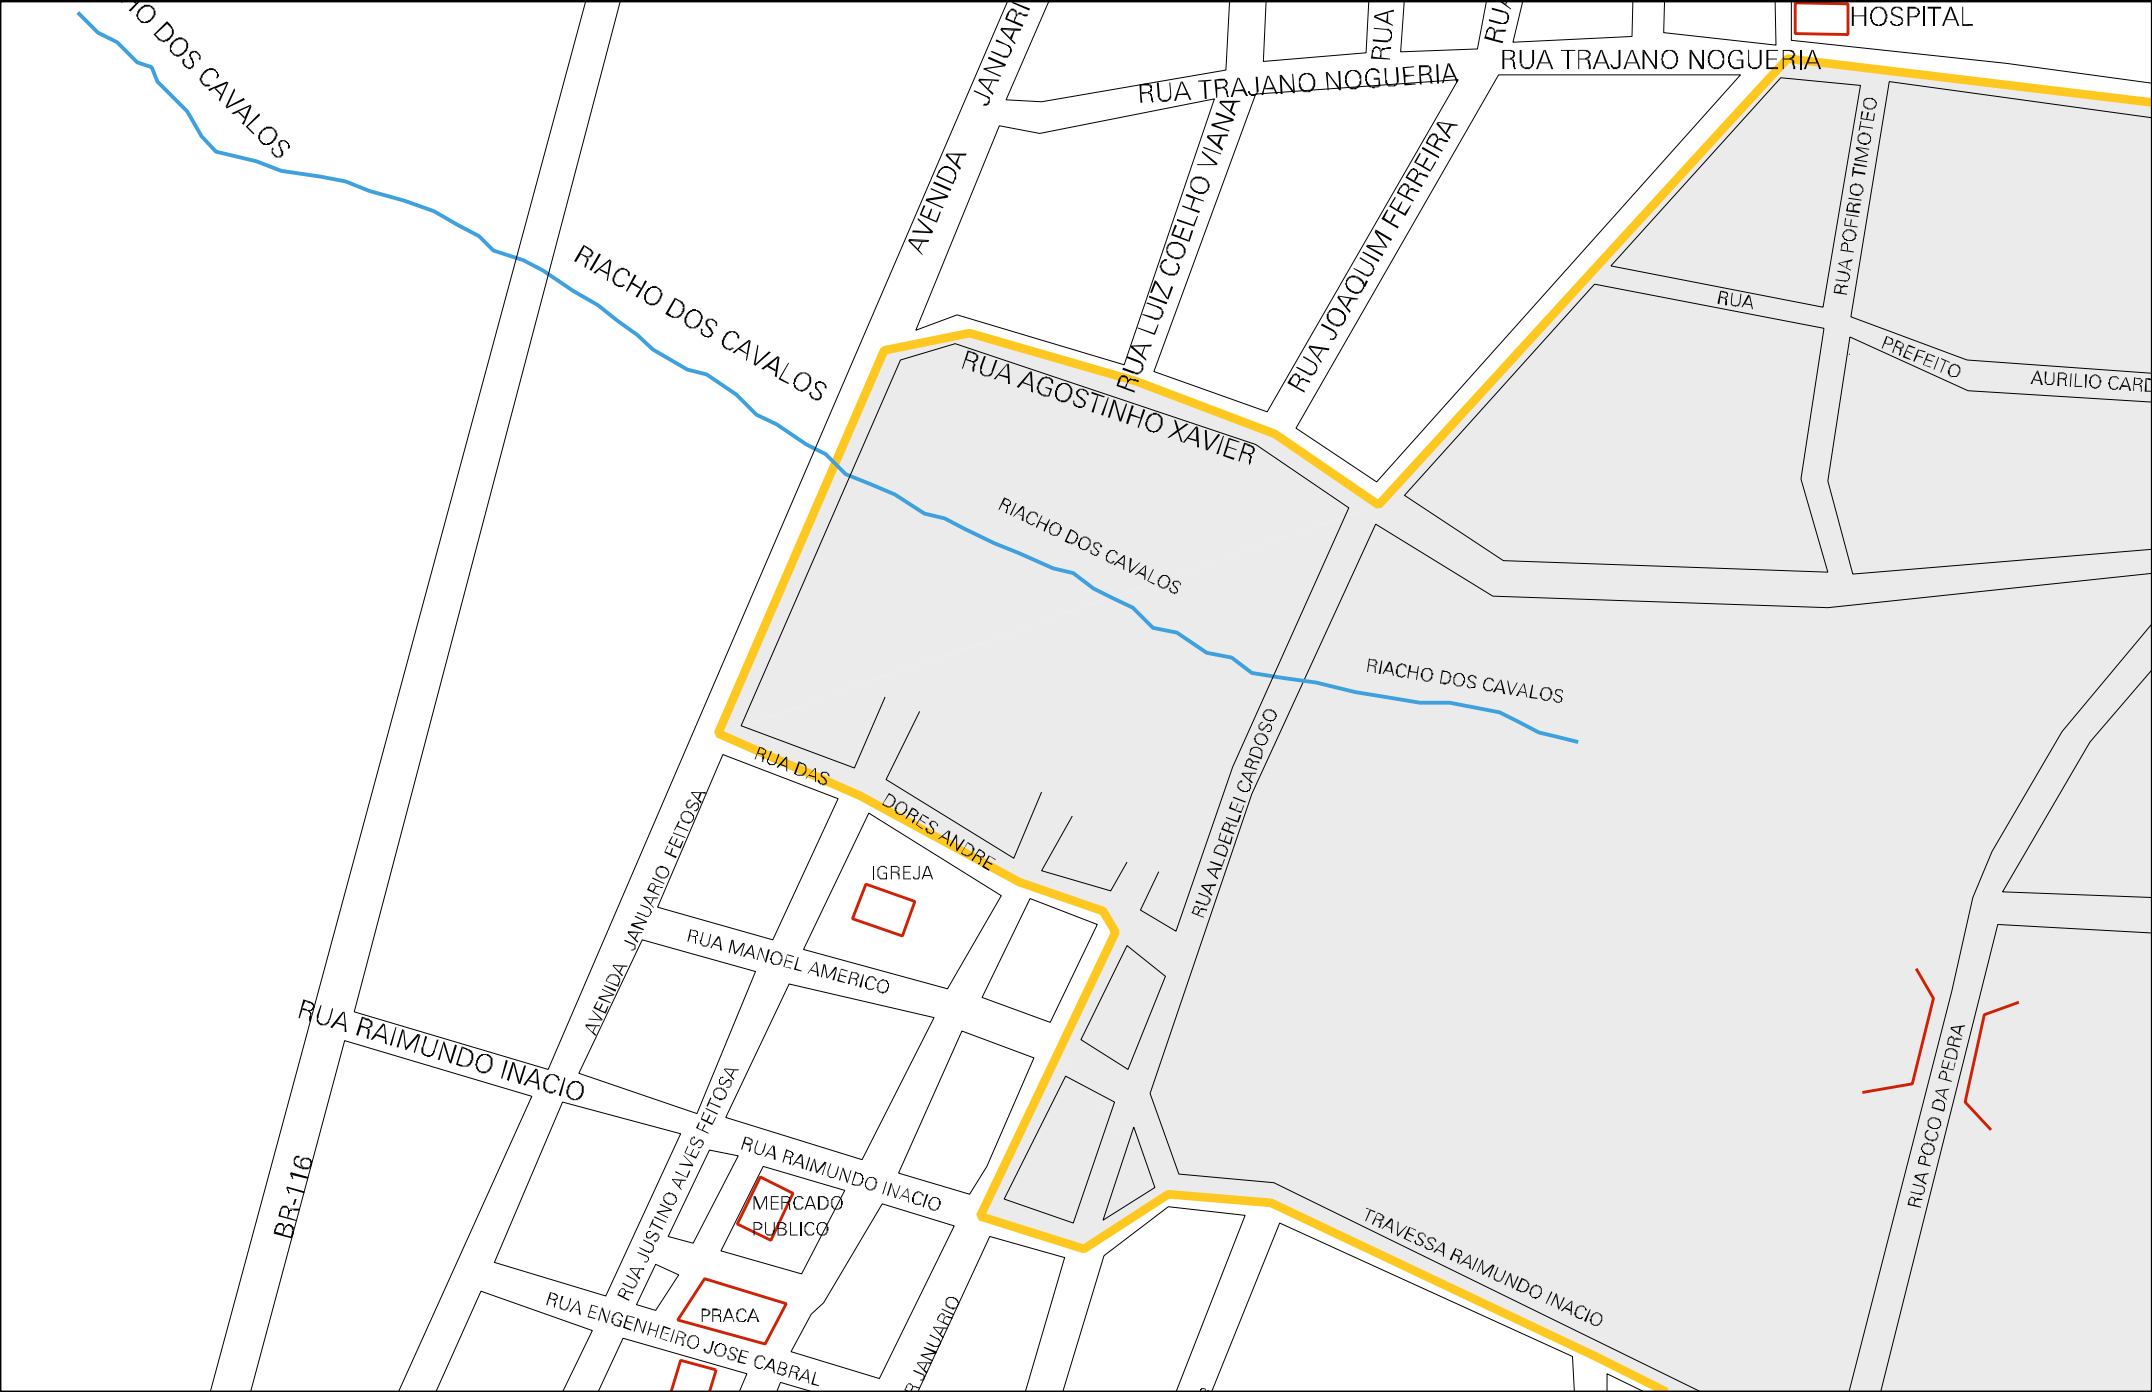 HOSPITAL
RUA
RUA
RUA TRAJANO NOGUERIA
RUA TRAJANO NOGUERIA
DOS CAVALOS
AVENIDA JANUARI
RUA LUIZ COELHO VIANA
RUA JOAQUIM FERREIRA
RUA POFIRIO TIMOTEO
RIACHO DOS CAVALOS
RUA
PREFEITO
AURILIO CARD
RUA AGOSTINHO XAVIER
RIACHO DOS CAVALOS
RIACHO DOS CAVALOS
RUA ALDERLEI CARDOSO
RUA DAS
DORES ANDRE
IGREJA
AVENIDA JANUARIO FEITOSA
RUA MANOEL AMERICO
RUA RAIMUNDO INACIO
RUA POCO DA PEDRA
RUA JUSTINO ALVES FEITOSA
RUA RAIMUNDO INACIO
MERCADO
PUBLICO
BR-116
TRAVESSA RAIMUNDO INACIO
PRACA
RUA ENGENHEIRO JOSE CABRAL
R JANUARIO